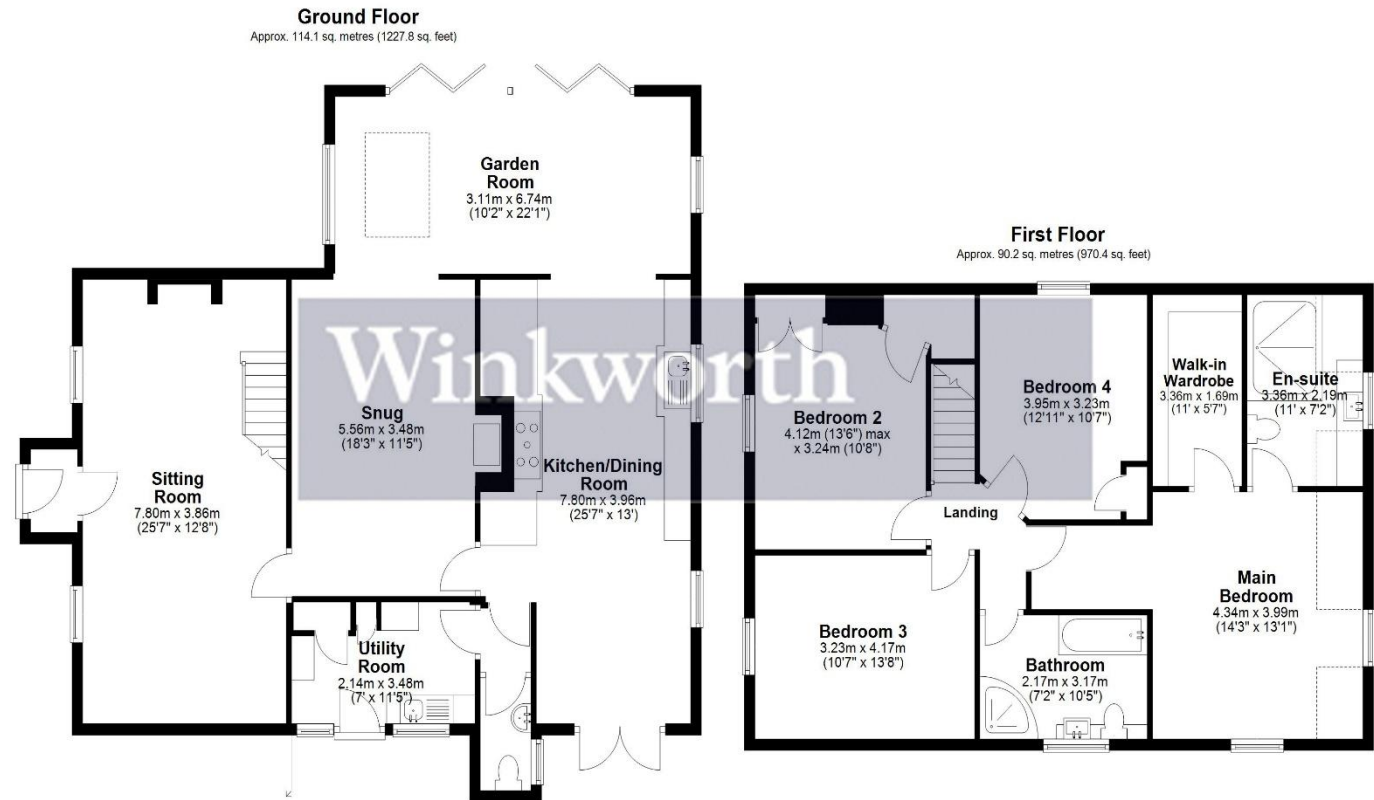 Ground Floor
Approx. 114.1 sq. metres (1227.8 sq. feet)
Garden
Room
3.11m x 6.74m
(10'2" x 22'1")
Winkworth
Snug
5.56m x 3.48m
(18'3" x 11'5")
Kitchen/Dining
Room
7.80m x 3.96m
(25'7" x 13')
Sitting
Room
7.80m x 3.86m
(25'7" x 12'8")
Utility
Room
2.14m x 3.48m
(7' x 11'5")
First Floor
Approx. 90.2 sq. metres (970.4 sq. feet)
Bedroom 2
4.12m (13'6") max
x 3.24m (10'8")
Bedroom 4
3.95m x 3.23m
(12'11" x 10'7")
Walk-in
Wardrobe
3.36m x 1.69m
(11' x 5'7")
En-suite
3.36m x 2.19m
(11' x 7'2")
Landing
Main
Bedroom
4.34m x 3.99m
(14'3" x 13'1")
Bedroom 3
3.23m x 4.17m
(10'7" x 13'8")
Bathroom
2.17m x 3.17m
(7'2" x 10'5")